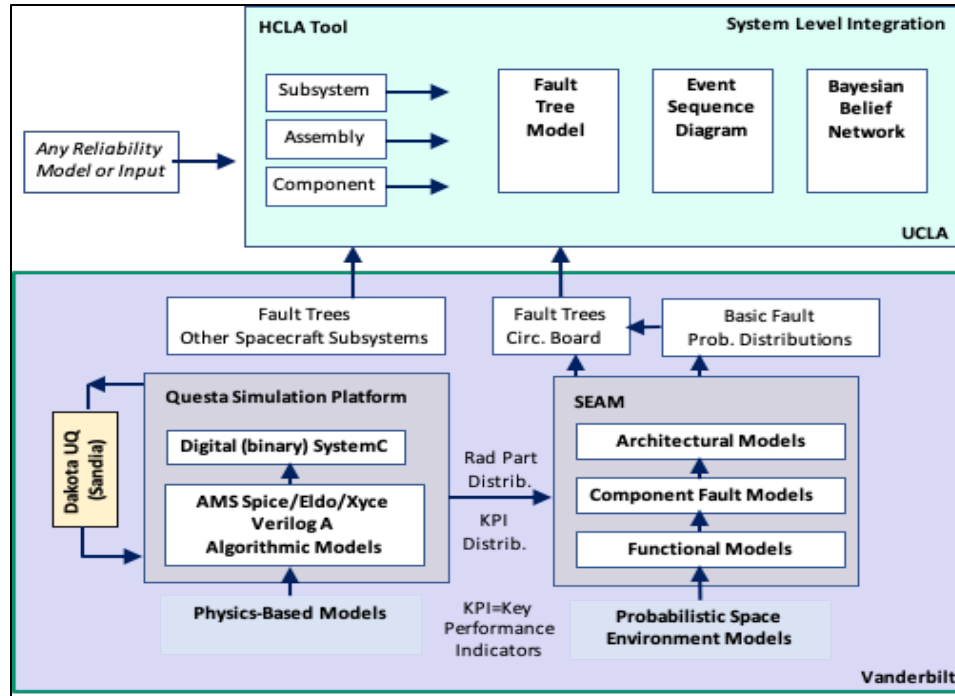 HCLA Tool
System Level Integration
Subsystem
Assembly
Component
Fault
Tree
Model
Event
Sequence
Diagram
Bayesian
Belief
Network
Any Reliability
Model or Input
UCLA
Fault Trees
Other Spacecraft Subsystems
Fault Trees
Circ. Board
Basic Fault
Prob. Distributions
Dakota UQ
(Sandia)
Questa Simulation Platform
Digital (binary) SystemC
AMS Spice/Eldo/Xyce
Verilog A
Algorithmic Models
Physics-Based Models
Rad Part
Distrib.
KPI
Distrib.
KPI=Key
Performance
Indicators
SEAM
Architectural Models
Component Fault Models
Functional Models
Probabilistic Space
Environment Models
Vanderbilt